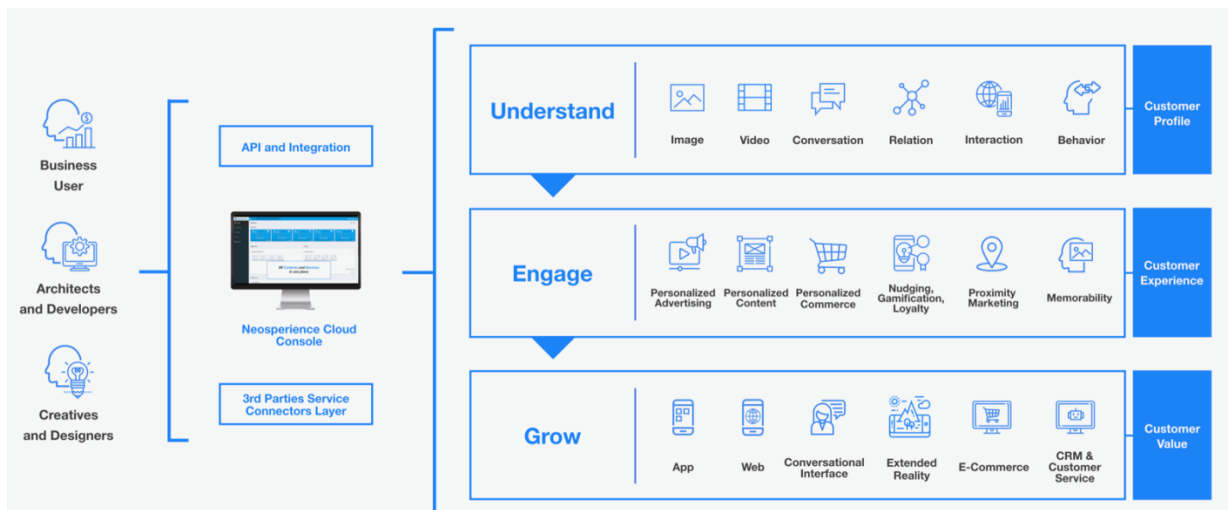 Business
User
Architects
and Developers
Creatives
and Designers
API and Integration
Neosperience Cloud
Console
3rd Parties Service
Connectors Layer
Understand
Image
Video
Conversation
Relation
Interaction
Behavior
Customer
Profile
Engage
Personalized
Advertising
Personalized
Content
Personalized
Commerce
Nudging,
Gamification,
Loyalty
Proximity
Marketing
Memorability
Customer
Experience
Grow
App
Web
Conversational
Interface
Extended
Reality
E-Commerce
CRM &
Customer
Service
Customer
Value